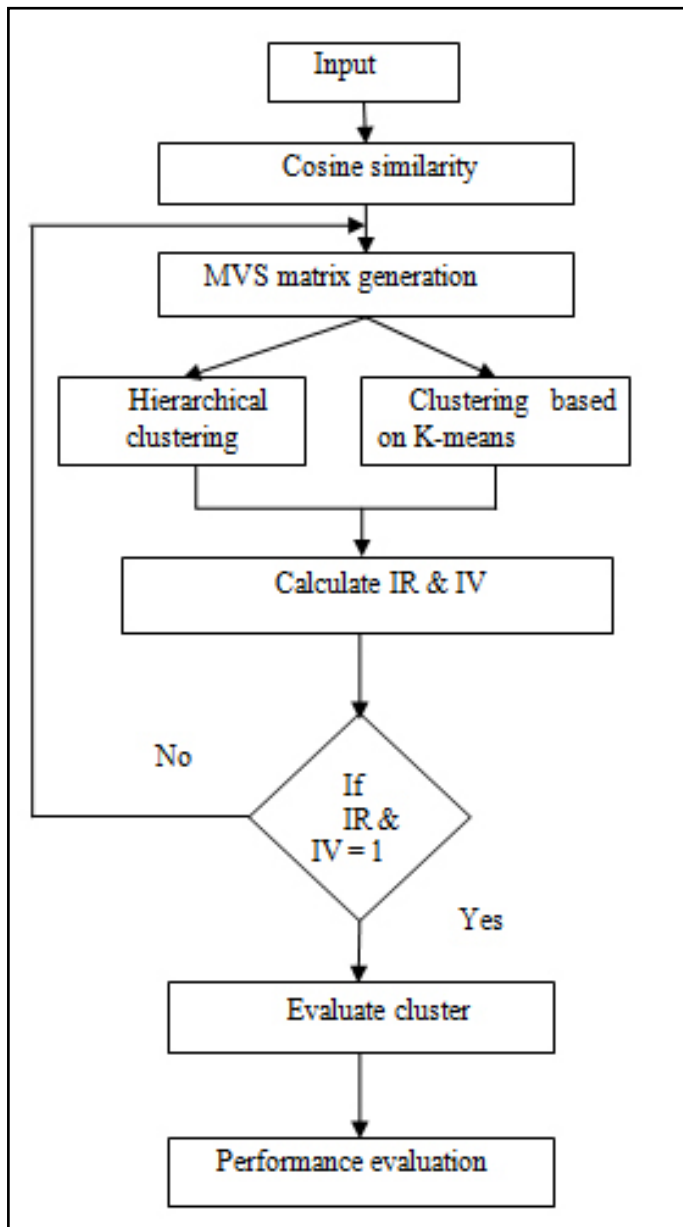 Input
Cosine similarity
MVS matrix generation
Hierarchical
clustering
Clustering based
on K-means
Calculate IR & IV
No
If
IR &
IV = 1
Yes
Evaluate cluster
Performance evaluation